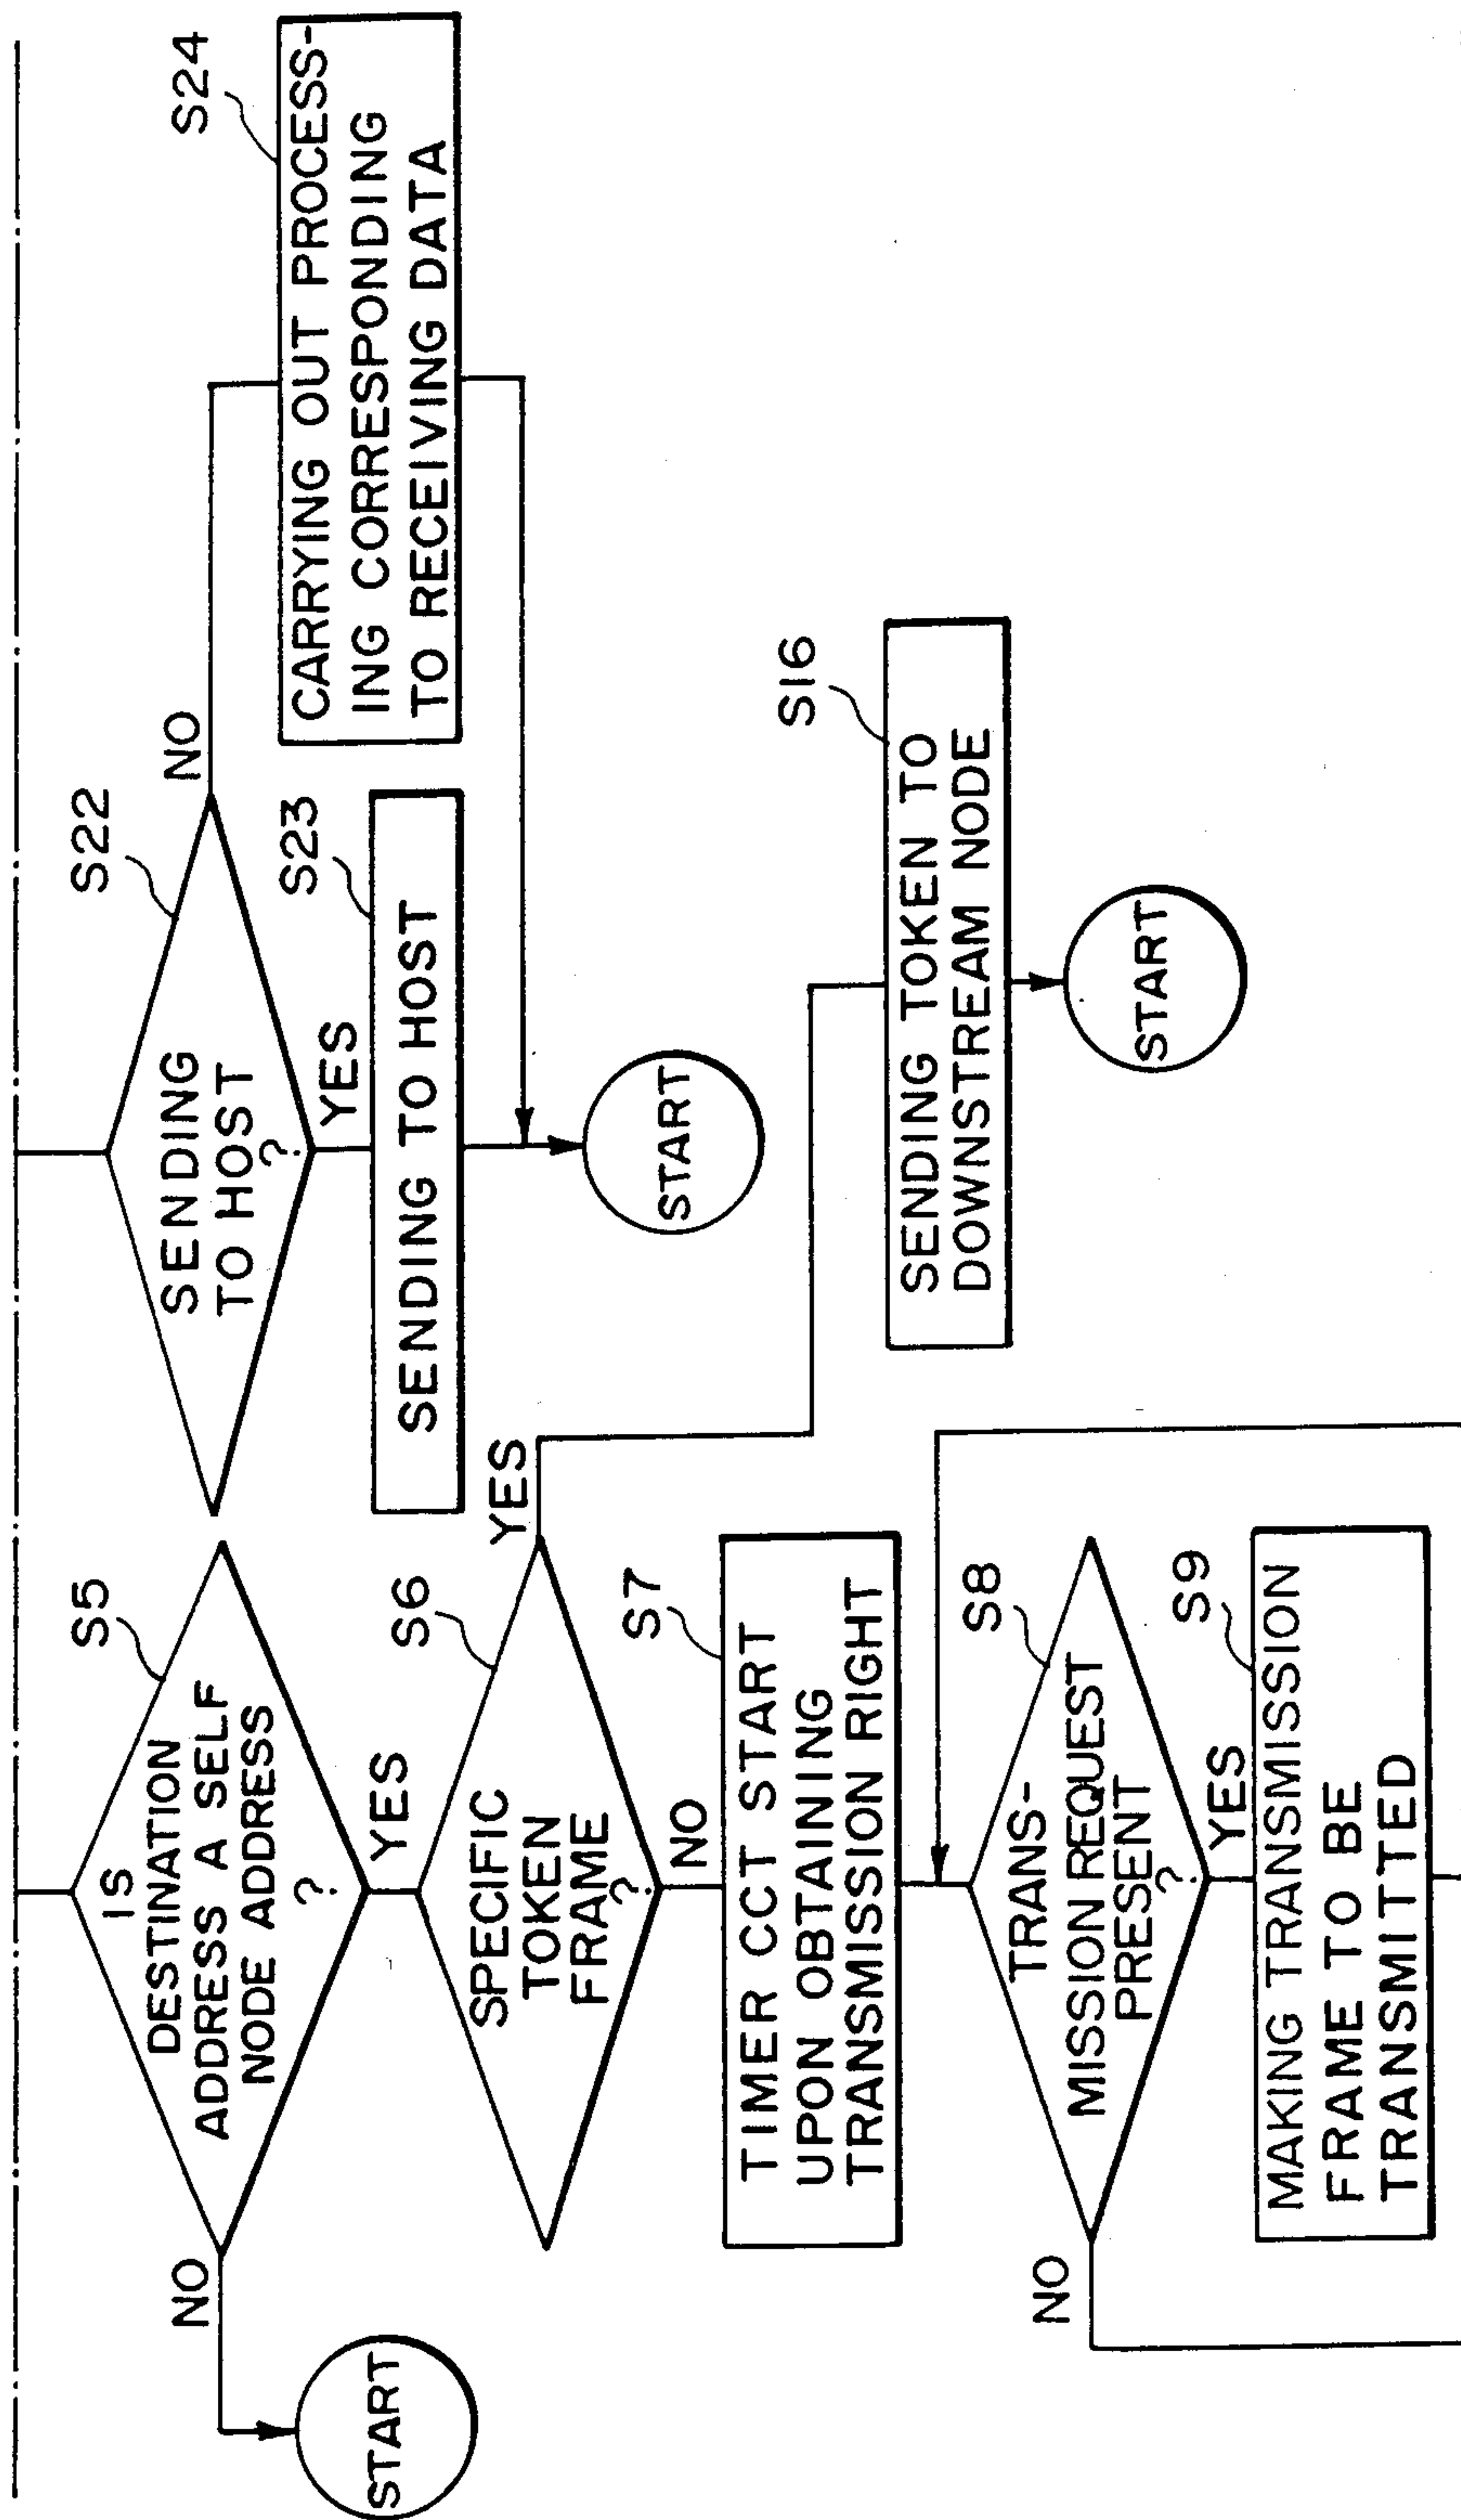 S5
IS
DESTINATION
ADDRESS A SELF
NODE ADDRESS
?
NO
START
YES
S6
SPECIFIC
TOKEN
FRAME
?
YES
NO
S7
TIMER CCT START
UPON OBTAINING
TRANSMISSION RIGHT
S8
TRANS-
MISSION REQUEST
PRESENT
?
NO
YES
S9
MAKING TRANSMISSION
FRAME TO BE
TRANSMITTED
S22
SENDING
TO HOST
?
NO
YES
S23
SENDING TO HOST
START
S24
CARRYING OUT PROCESS-
ING CORRESPONDING
TO RECEIVING DATA
S16
SENDING TOKEN TO
DOWNSTREAM NODE
START